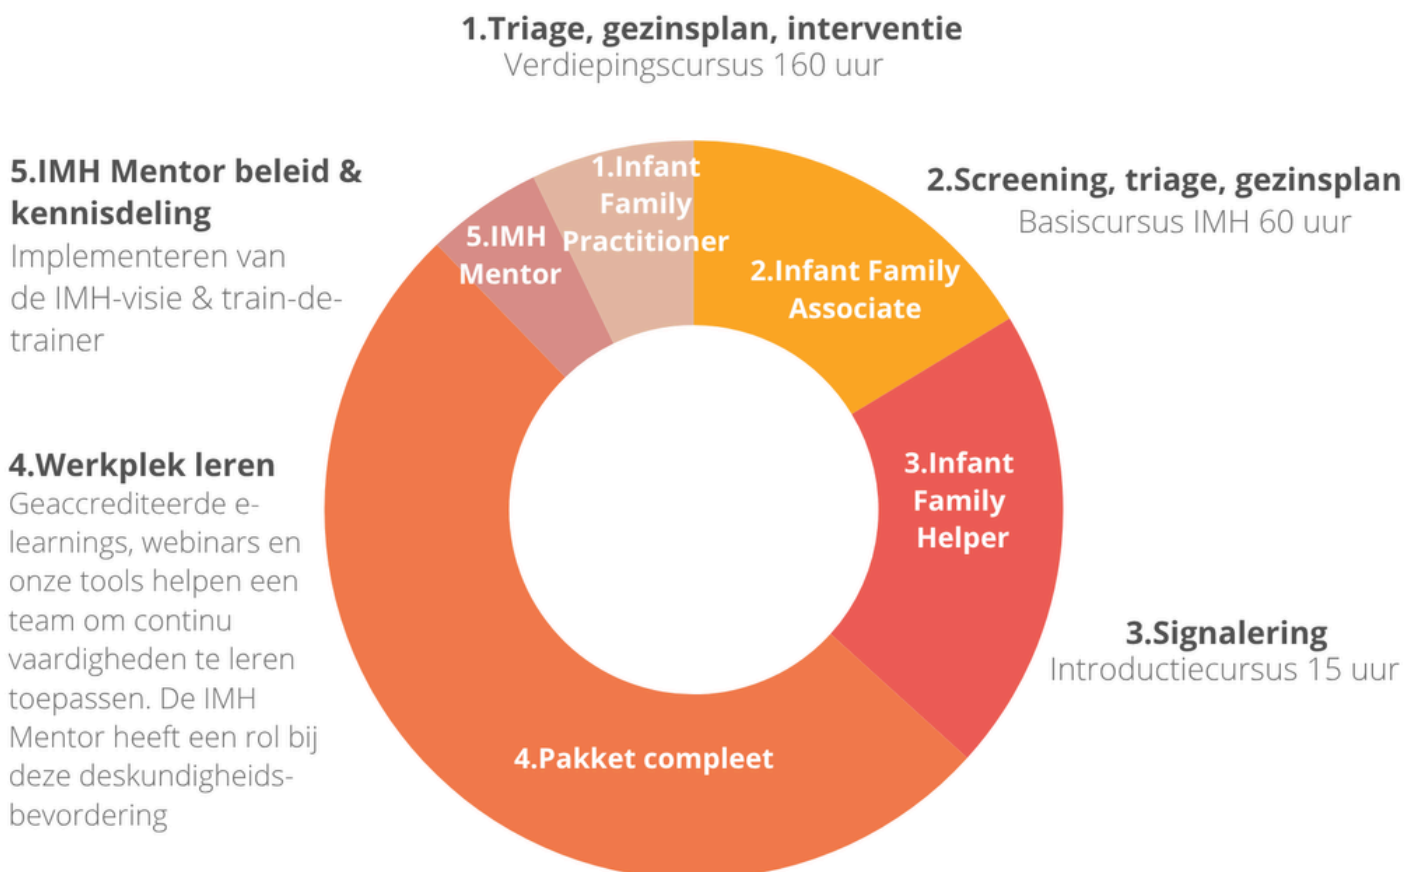 1.Triage, gezinsplan, interventie
Verdiepingscursus 160 uur
5.IMH Mentor beleid &
kennisdeling
Implementeren van
de IMH-visie & train-de-
trainer
1.Infant
Family
Practitioner
5.IMH
Mentor
2.Infant Family
Associate
2.Screening, triage, gezinsplan
Basiscursus IMH 60 uur
4.Werkplek leren
Geaccrediteerde e-
learnings, webinars en
onze tools helpen een
team om continu
vaardigheden te leren
toepassen. De IMH
Mentor heeft een rol bij
deze deskundigheids-
bevordering
3.Infant
Family
Helper
3.Signalering
Introductiecursus 15 uur
4.Pakket compleet